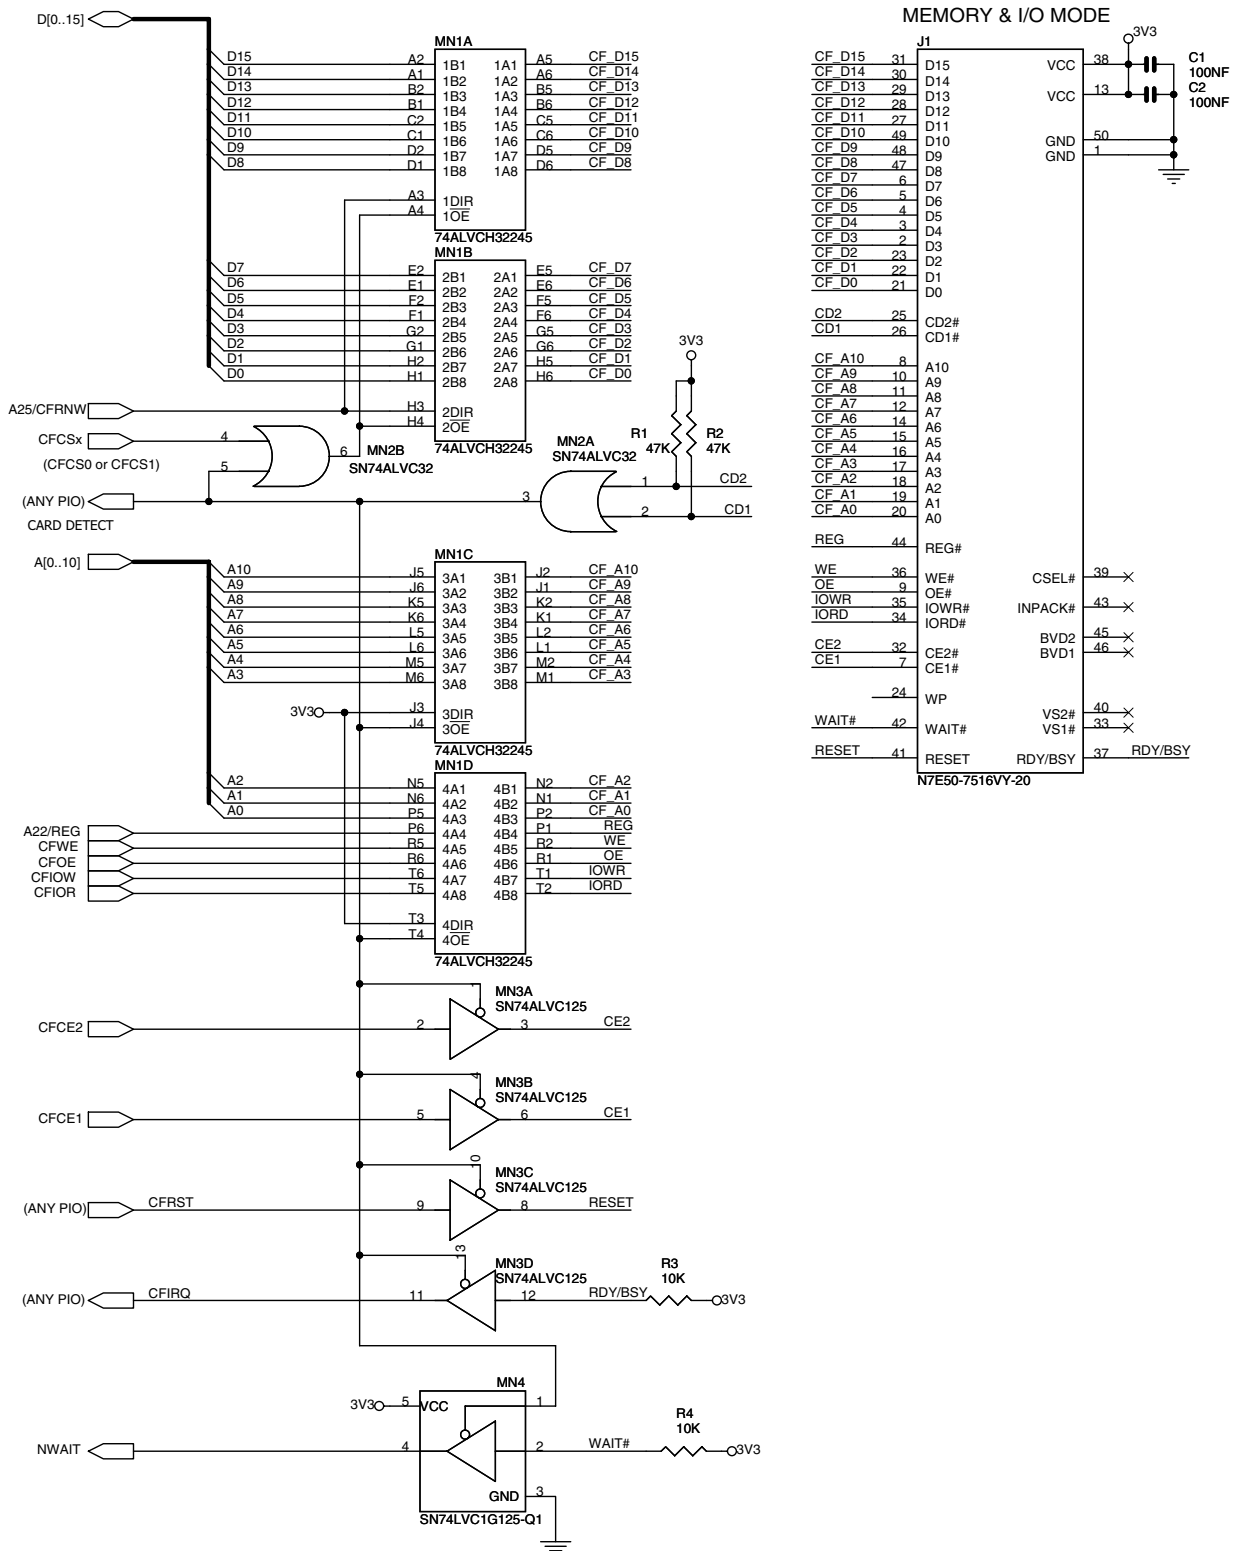 MEMORY & I/O MODE
D[0..15]
MN1A
D15 A2 1B1 1A1 A5 CF_D15
D14 A1 1B2 1A2 A6 CF_D14
D13 B2 1B3 1A3 B5 CF_D13
D12 B1 1B4 1A4 B6 CF_D12
D11 C2 1B5 1A5 C5 CF_D11
D10 C1 1B6 1A6 C6 CF_D10
D9 D2 1B7 1A7 D5 CF_D9
D8 D1 1B8 1A8 D6 CF_D8
A3 1DIR
A4 1OE
74ALVCH32245
MN1B
D7 E2 2B1 2A1 E5 CF_D7
D6 E1 2B2 2A2 E6 CF_D6
D5 F2 2B3 2A3 F5 CF_D5
D4 F1 2B4 2A4 F6 CF_D4
D3 G2 2B5 2A5 G5 CF_D3
D2 G1 2B6 2A6 G6 CF_D2
D1 H2 2B7 2A7 H5 CF_D1
D0 H1 2B8 2A8 H6 CF_D0
A25/CFRNW H3 2DIR
H4 2OE
74ALVCH32245
CFCSx 4
(CFCS0 or CFCS1) 5
6 MN2B
SN74ALVC32
MN2A
SN74ALVC32
3V3
R1 47K
R2 47K
1 CD2
2 CD1
3
(ANY PIO)
CARD DETECT
A[0..10]
MN1C
A10 J5 3A1 3B1 J2 CF_A10
A9 J6 3A2 3B2 J1 CF_A9
A8 K5 3A3 3B3 K2 CF_A8
A7 K6 3A4 3B4 K1 CF_A7
A6 L5 3A5 3B5 L2 CF_A6
A5 L6 3A6 3B6 L1 CF_A5
A4 M5 3A7 3B7 M2 CF_A4
A3 M6 3A8 3B8 M1 CF_A3
3V3 J3 3DIR
J4 3OE
74ALVCH32245
MN1D
A2 N5 4A1 4B1 N2 CF_A2
A1 N6 4A2 4B2 N1 CF_A1
A0 P5 4A3 4B3 P2 CF_A0
A22/REG P6 4A4 4B4 P1 REG
CFWE R5 4A5 4B5 R2 WE
CFOE R6 4A6 4B6 R1 OE
CFIOW T6 4A7 4B7 T1 IOWR
CFIOR T5 4A8 4B8 T2 IORD
T3 4DIR
T4 4OE
74ALVCH32245
1 MN3A
SN74ALVC125
CFCE2 2 3 CE2
4 MN3B
SN74ALVC125
CFCE1 5 6 CE1
10 MN3C
SN74ALVC125
(ANY PIO) CFRST 9 8 RESET
13 MN3D
SN74ALVC125
(ANY PIO) CFIRQ 11 12 RDY/BSY R3 10K 3V3
MN4
3V3 5 VCC 1
NWAIT 4 2 WAIT# R4 10K 3V3
GND 3
SN74LVC1G125-Q1
J1
CF_D15 31 D15
CF_D14 30 D14
CF_D13 29 D13
CF_D12 28 D12
CF_D11 27 D11
CF_D10 49 D10
CF_D9 48 D9
CF_D8 47 D8
CF_D7 6 D7
CF_D6 5 D6
CF_D5 4 D5
CF_D4 3 D4
CF_D3 2 D3
CF_D2 23 D2
CF_D1 22 D1
CF_D0 21 D0
CD2 25 CD2#
CD1 26 CD1#
CF_A10 8 A10
CF_A9 10 A9
CF_A8 11 A8
CF_A7 12 A7
CF_A6 14 A6
CF_A5 15 A5
CF_A4 16 A4
CF_A3 17 A3
CF_A2 18 A2
CF_A1 19 A1
CF_A0 20 A0
REG 44 REG#
WE 36 WE#
OE 9 OE#
IOWR 35 IOWR#
IORD 34 IORD#
CE2 32 CE2#
CE1 7 CE1#
24 WP
WAIT# 42 WAIT#
RESET 41 RESET
N7E50-7516VY-20
3V3
VCC 38 C1 100NF
VCC 13 C2 100NF
GND 50
GND 1
CSEL# 39
INPACK# 43
BVD2 45
BVD1 46
VS2# 40
VS1# 33
RDY/BSY 37 RDY/BSY